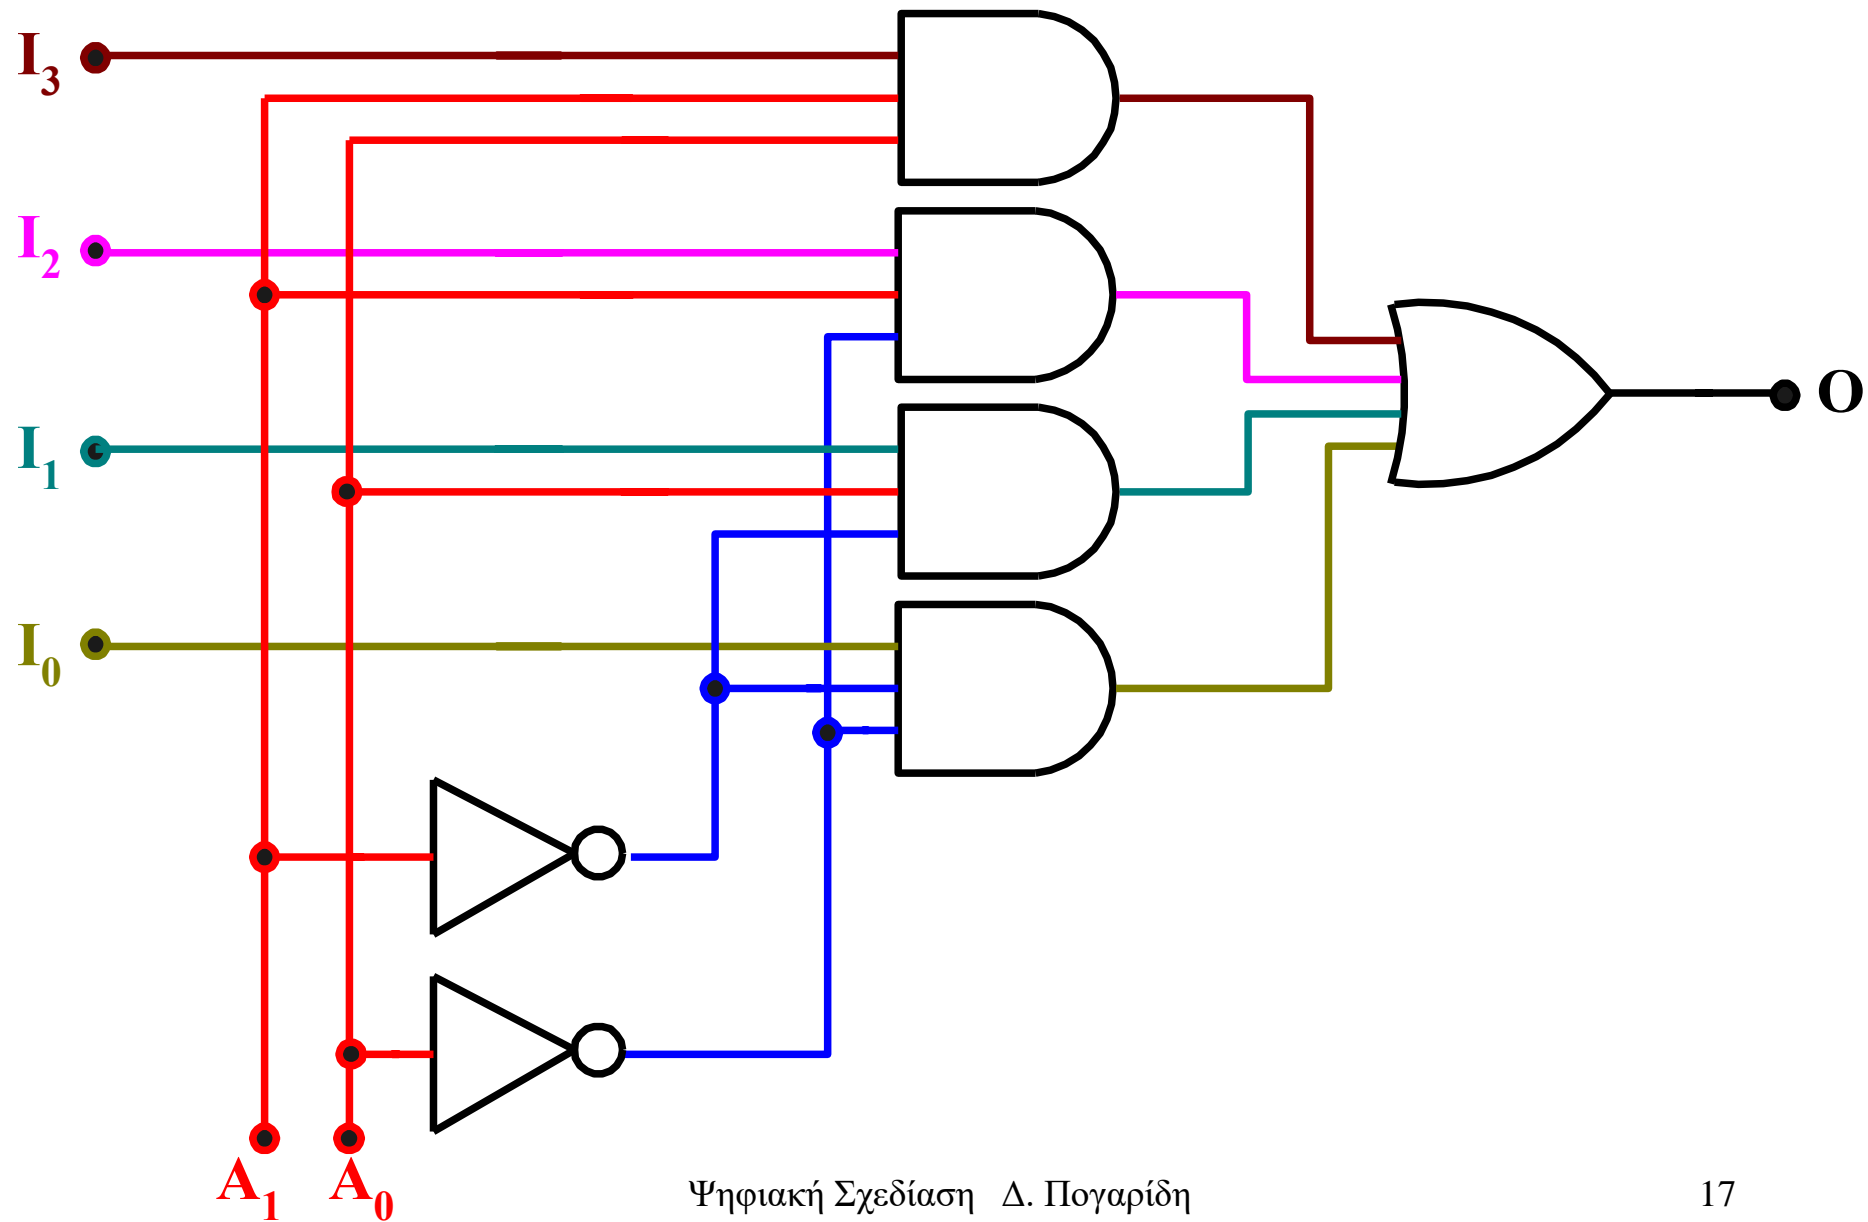 I₃
I₂
O
I₁
I₀
A₁ A₀
Ψηφιακή Σχεδίαση Δ. Πογαρίδη 17